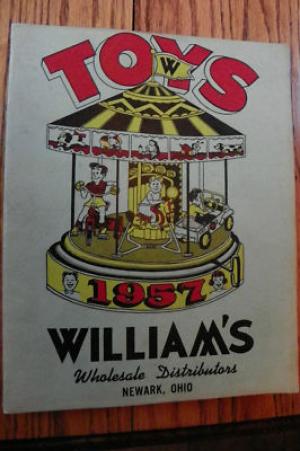 TOYS
W
1957
WILLIAM'S
Wholesale Distributors
NEWARK, OHIO